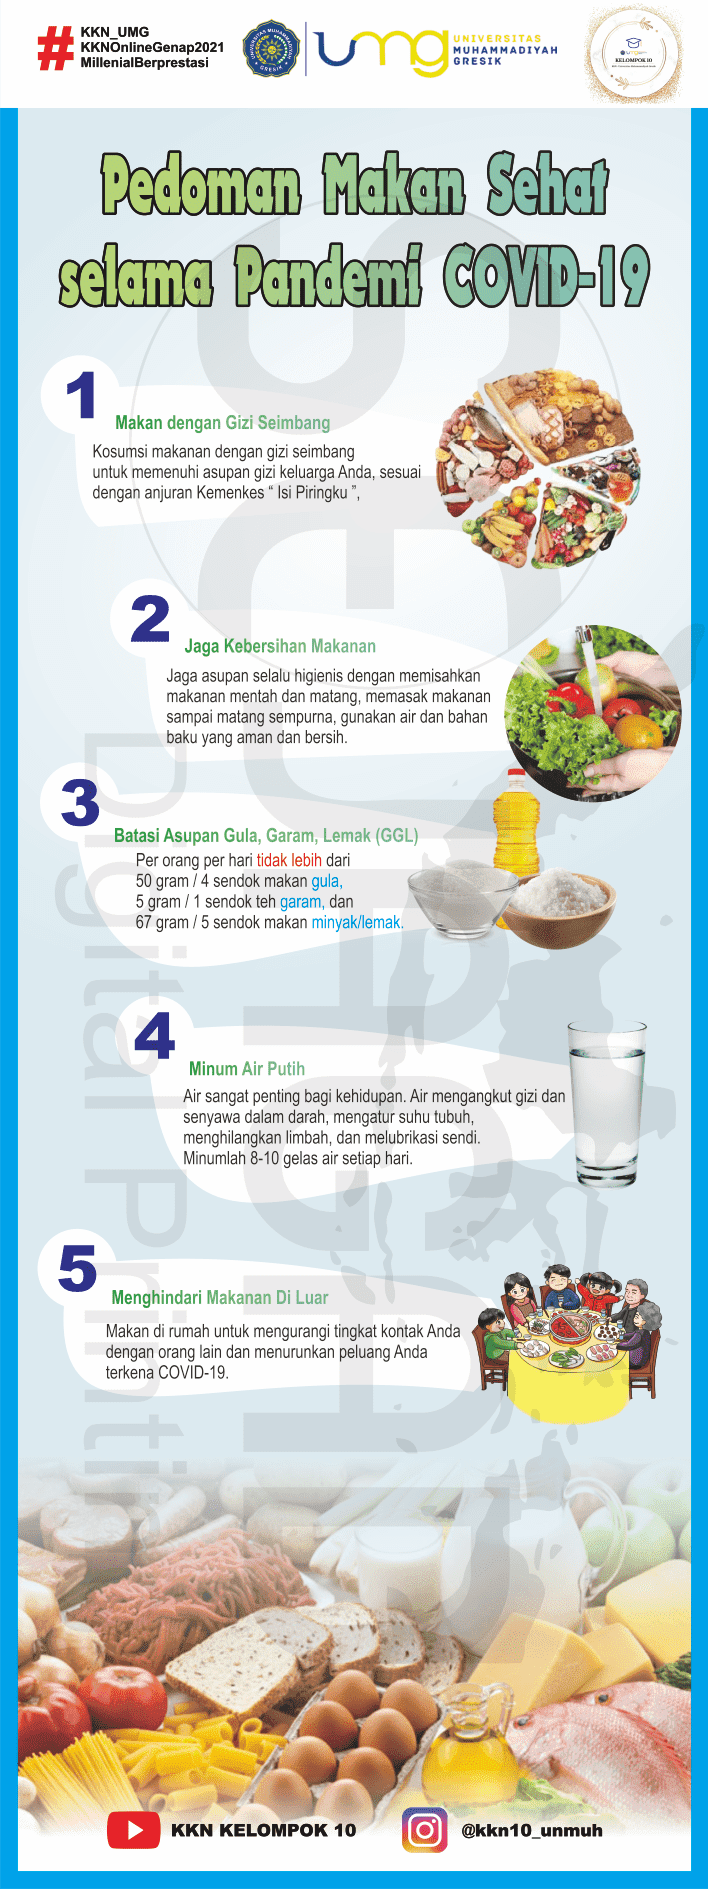 # KKN_UMG
KKNOnlineGenap2021
MillenialBerprestasi
UNIVERSITAS MUHAMMADIYAH
GRESIK
umg
UNIVERSITAS
MUHAMMADIYAH
GRESIK
KELOMPOK 10
Pedoman Makan Sehat
selama Pandemi COVID-19
1
Makan dengan Gizi Seimbang
Kosumsi makanan dengan gizi seimbang
untuk memenuhi asupan gizi keluarga Anda, sesuai
dengan anjuran Kemenkes “ Isi Piringku ”,
2
Jaga Kebersihan Makanan
Jaga asupan selalu higienis dengan memisahkan
makanan mentah dan matang, memasak makanan
sampai matang sempurna, gunakan air dan bahan
baku yang aman dan bersih.
3
Batasi Asupan Gula, Garam, Lemak (GGL)
Per orang per hari tidak lebih dari
50 gram / 4 sendok makan gula,
5 gram / 1 sendok teh garam, dan
67 gram / 5 sendok makan minyak/lemak.
4
Minum Air Putih
Air sangat penting bagi kehidupan. Air mengangkut gizi dan
senyawa dalam darah, mengatur suhu tubuh,
menghilangkan limbah, dan melubrikasi sendi.
Minumlah 8-10 gelas air setiap hari.
5
Menghindari Makanan Di Luar
Makan di rumah untuk mengurangi tingkat kontak Anda
dengan orang lain dan menurunkan peluang Anda
terkena COVID-19.
Digital Printing
KKN KELOMPOK 10
@kkn10_unmuh